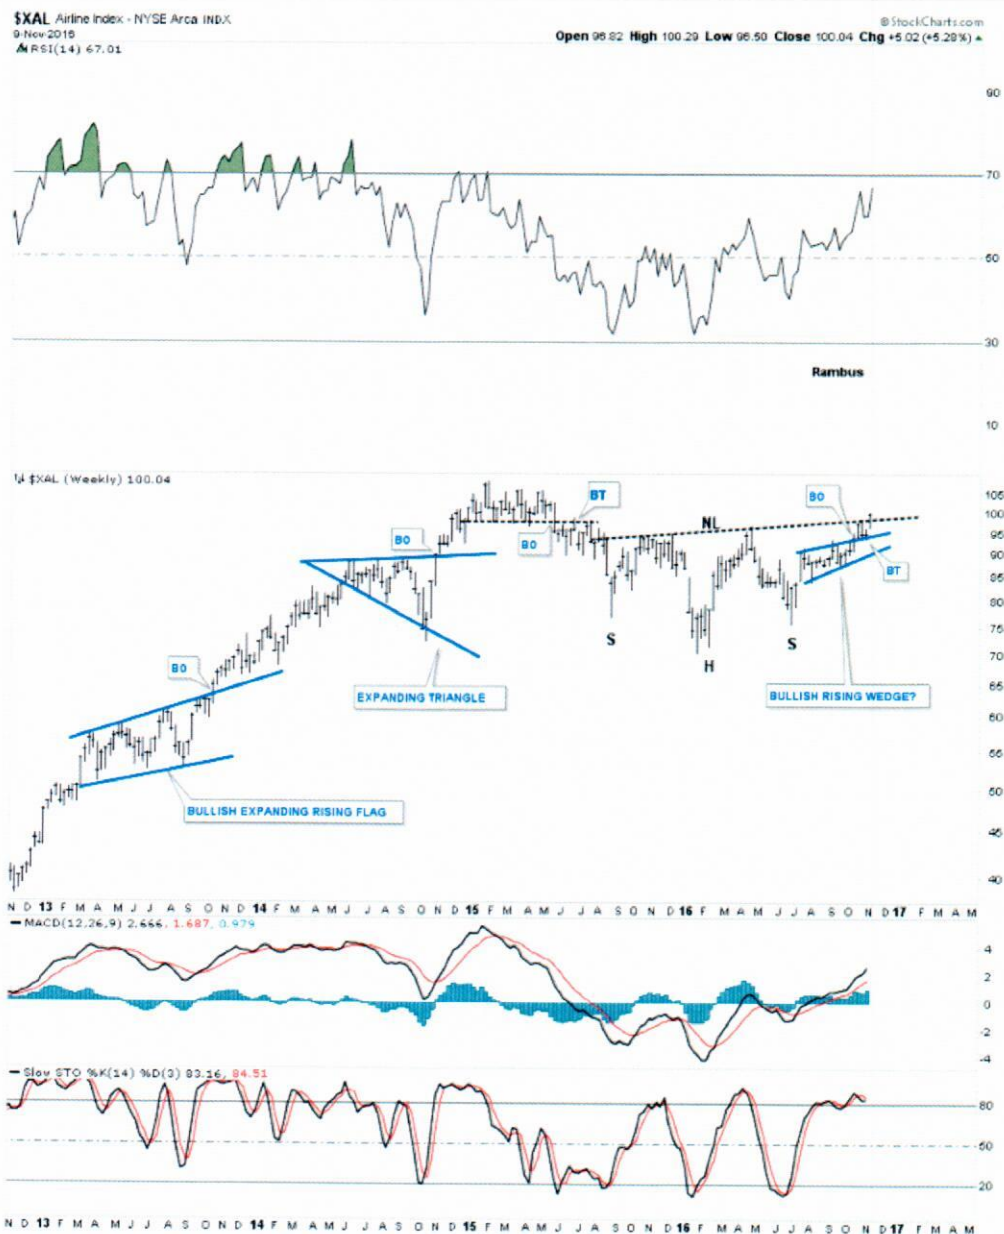 $XAL Airline Index - NYSE Arca INDX
©StockCharts.com
9-Nov-2016
Open 96.82 High 100.29 Low 96.50 Close 100.04 Chg +5.02 (+5.28%)
RSI(14) 67.01
90
70
50
30
Rambus
10
$XAL (Weekly) 100.04
105
100
95
90
85
80
75
70
65
60
55
50
45
40
BT
BO
NL
BO
BO
BT
S
S
H
BO
EXPANDING TRIANGLE
BULLISH RISING WEDGE?
BULLISH EXPANDING RISING FLAG
N D 13 F M A M J J A S O N D 14 F M A M J J A S O N D 15 F M A M J J A S O N D 16 F M A M J J A S O N D 17 F M A M
MACD(12,26,9) 2.666, 1.687, 0.979
4
2
0
-2
-4
Slow STO %K(14) %D(3) 83.16, 84.51
80
50
20
N D 13 F M A M J J A S O N D 14 F M A M J J A S O N D 15 F M A M J J A S O N D 16 F M A M J J A S O N D 17 F M A M